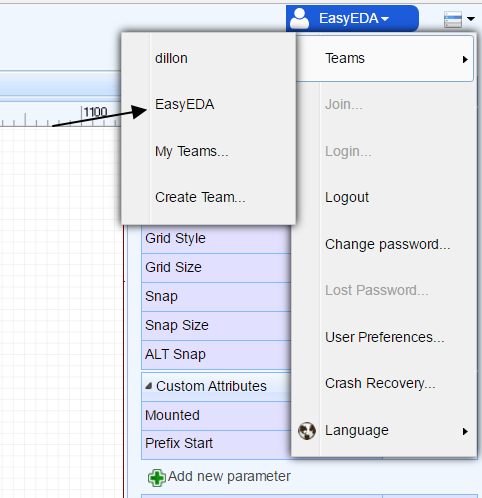 EasyEDA
dillon
EasyEDA
My Teams...
Create Team...
Teams
Join...
Login...
Logout
Change password...
Lost Password...
User Preferences...
Crash Recovery...
Language
1100
Grid Style
Grid Size
Snap
Snap Size
ALT Snap
Custom Attributes
Mounted
Prefix Start
Add new parameter